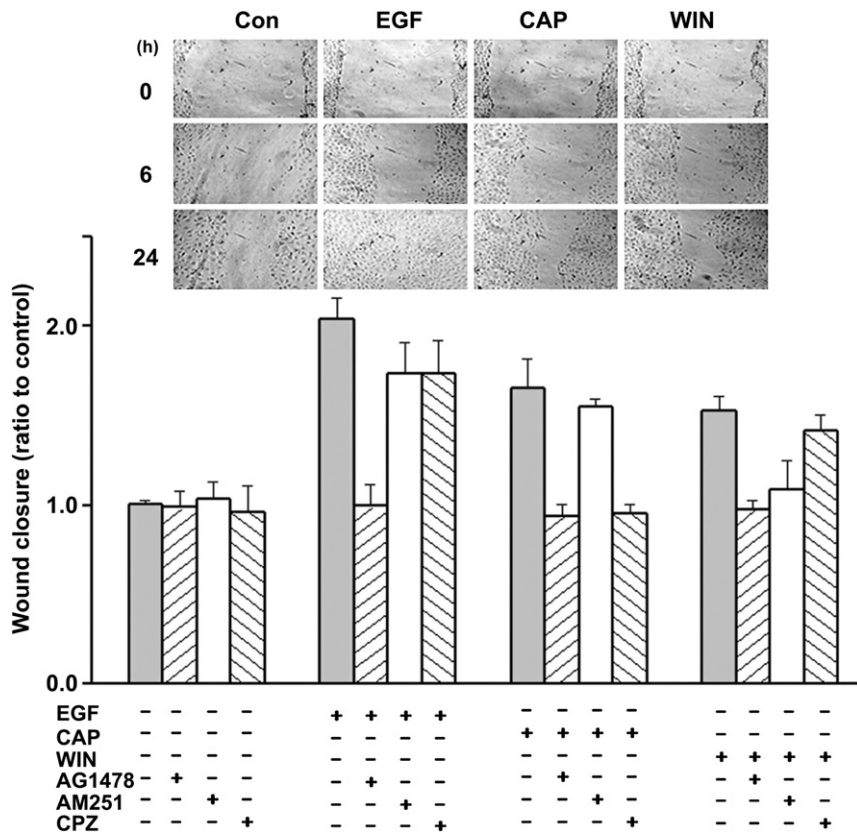 Con EGF CAP WIN
(h)
0
6
24
2.0
1.0
0.0
Wound closure (ratio to control)
EGF − − − − + + + + − − − − − − − −
CAP − − − − − − − − + + + + − − − −
WIN − − − − − − − − − − − − + + + +
AG1478 − + − − − + − − − + − − − + − −
AM251 − − + − − − + − − − + − − − + −
CPZ − − − + − − − + − − − + − − − +